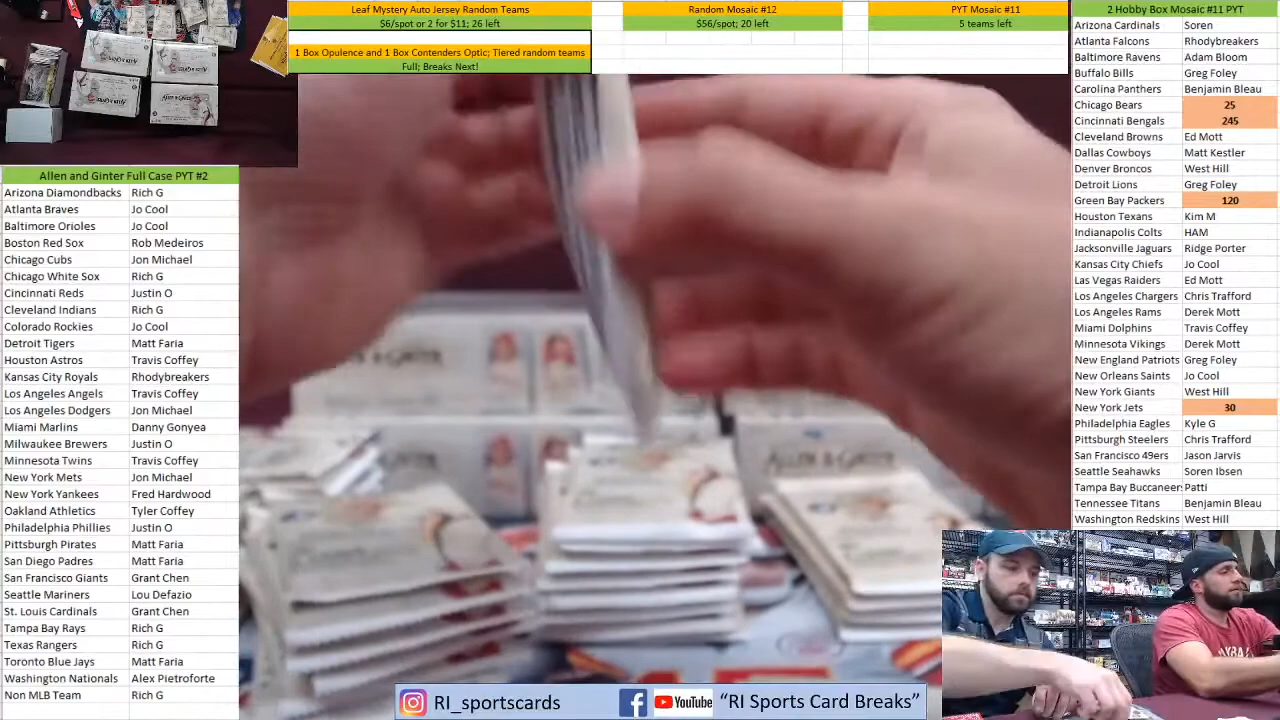 Leaf Mystery Auto Jersey Random Teams
$6/spot or 2 for $11; 26 left
1 Box Opulence and 1 Box Contenders Optic; Tiered random teams
Full; Breaks Next!
Random Mosaic #12
$56/spot; 20 left
PYT Mosaic #11
5 teams left
2 Hobby Box Mosaic #11 PYT
Arizona Cardinals Soren
Atlanta Falcons Rhodybreakers
Baltimore Ravens Adam Bloom
Buffalo Bills Greg Foley
Carolina Panthers Benjamin Bleau
Chicago Bears 25
Cincinnati Bengals 245
Cleveland Browns Ed Mott
Dallas Cowboys Matt Kestler
Denver Broncos West Hill
Detroit Lions Greg Foley
Green Bay Packers 120
Houston Texans Kim M
Indianapolis Colts HAM
Jacksonville Jaguars Ridge Porter
Kansas City Chiefs Jo Cool
Las Vegas Raiders Ed Mott
Los Angeles Chargers Chris Trafford
Los Angeles Rams Derek Mott
Miami Dolphins Travis Coffey
Minnesota Vikings Derek Mott
New England Patriots Greg Foley
New Orleans Saints Jo Cool
New York Giants West Hill
New York Jets 30
Philadelphia Eagles Kyle G
Pittsburgh Steelers Chris Trafford
San Francisco 49ers Jason Jarvis
Seattle Seahawks Soren Ibsen
Tampa Bay Buccaneer Patti
Tennessee Titans Benjamin Bleau
Washington Redskins West Hill
Allen and Ginter Full Case PYT #2
Arizona Diamondbacks Rich G
Atlanta Braves Jo Cool
Baltimore Orioles Jo Cool
Boston Red Sox Rob Medeiros
Chicago Cubs Jon Michael
Chicago White Sox Rich G
Cincinnati Reds Justin O
Cleveland Indians Rich G
Colorado Rockies Jo Cool
Detroit Tigers Matt Faria
Houston Astros Travis Coffey
Kansas City Royals Rhodybreakers
Los Angeles Angels Travis Coffey
Los Angeles Dodgers Jon Michael
Miami Marlins Danny Gonyea
Milwaukee Brewers Justin O
Minnesota Twins Travis Coffey
New York Mets Jon Michael
New York Yankees Fred Hardwood
Oakland Athletics Tyler Coffey
Philadelphia Phillies Justin O
Pittsburgh Pirates Matt Faria
San Diego Padres Matt Faria
San Francisco Giants Grant Chen
Seattle Mariners Lou Defazio
St. Louis Cardinals Grant Chen
Tampa Bay Rays Rich G
Texas Rangers Rich G
Toronto Blue Jays Matt Faria
Washington Nationals Alex Pietroforte
Non MLB Team Rich G
ALLEN & GINTER
RI_sportscards
YouTube
"RI Sports Card Breaks"